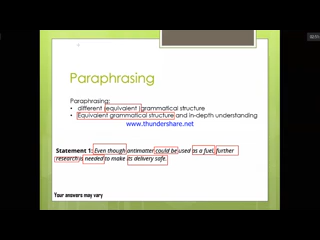 Paraphrasing
Paraphrasing:
• different (equivalent) grammatical structure
• Equivalent grammatical structure and in-depth understanding
www.thundershare.net
Statement 1: Even though antimatter could be used as a fuel, further
research is needed to make its delivery safe.
Your answers may vary